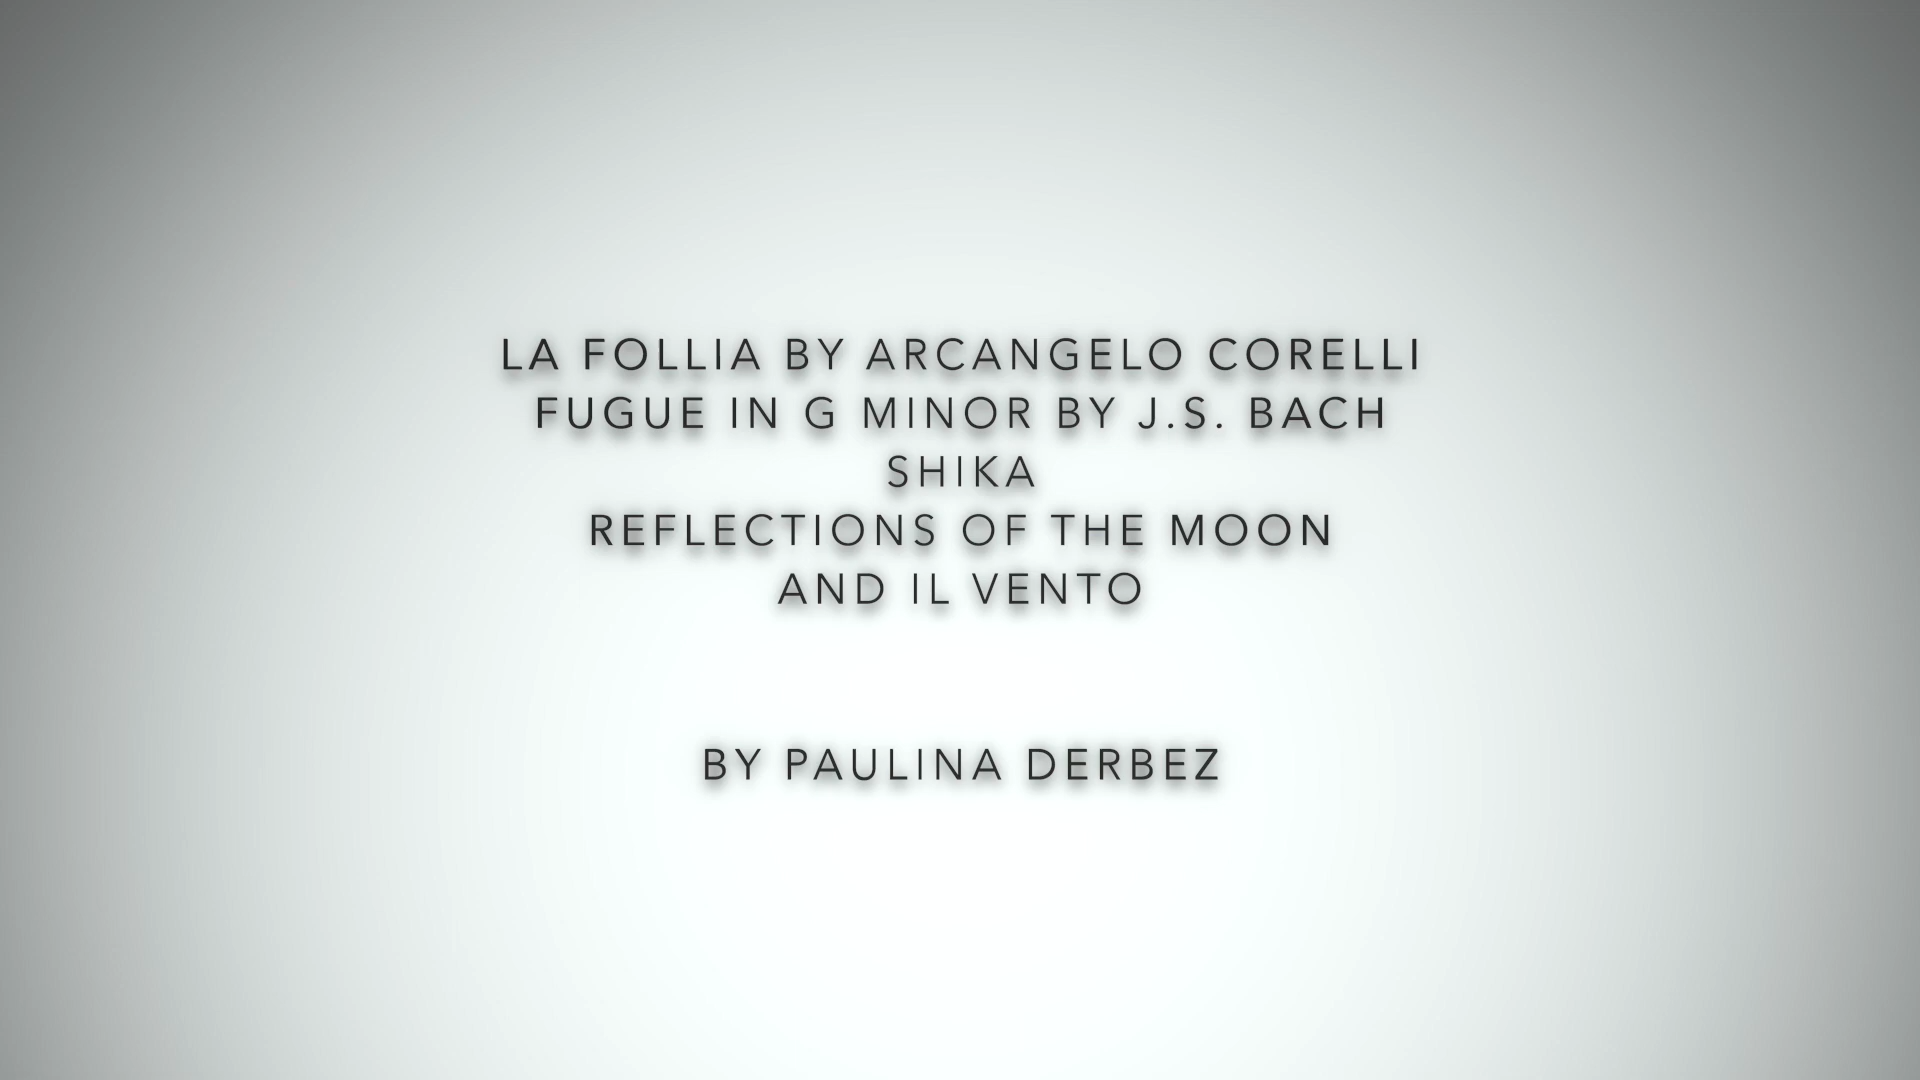 LA FOLLIA BY ARCANGELO CORELLI
FUGUE IN G MINOR BY J.S. BACH
SHIKA
REFLECTIONS OF THE MOON
AND IL VENTO
BY PAULINA DERBEZ